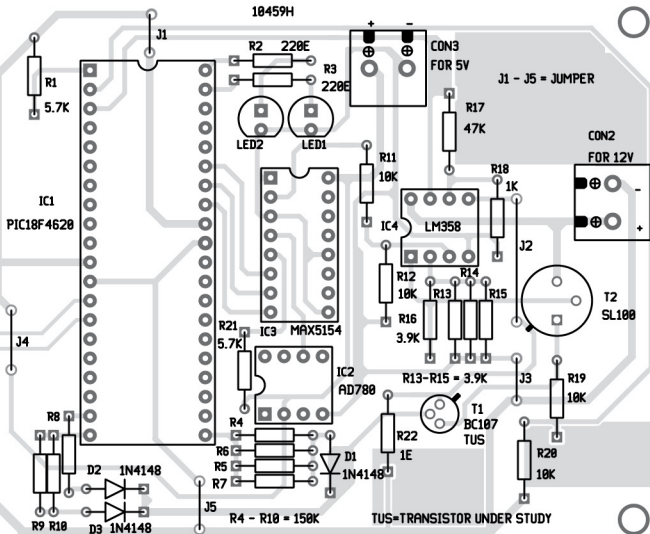 10459H
J1
+ -
CON3
FOR 5V
R2 220E
R3
220E
R1
5.7K
J1 - J5 = JUMPER
R17
47K
LED2
LED1
CON2
FOR 12V
-
+
R11
10K
R18
1K
IC1
PIC18F4620
IC4
LM358
J2
R12
10K
R13
R14
R15
T2
SL100
R16
3.9K
R21
5.7K
IC3
MAX5154
J4
IC2
AD780
R13-R15 = 3.9K
J3
R19
10K
R8
R4
R6
R5
R7
D1
1N4148
R22
1E
T1
BC107
TUS
R20
10K
D2
1N4148
R9
R10
D3
1N4148
J5
R4 - R10 = 150K
TUS=TRANSISTOR UNDER STUDY